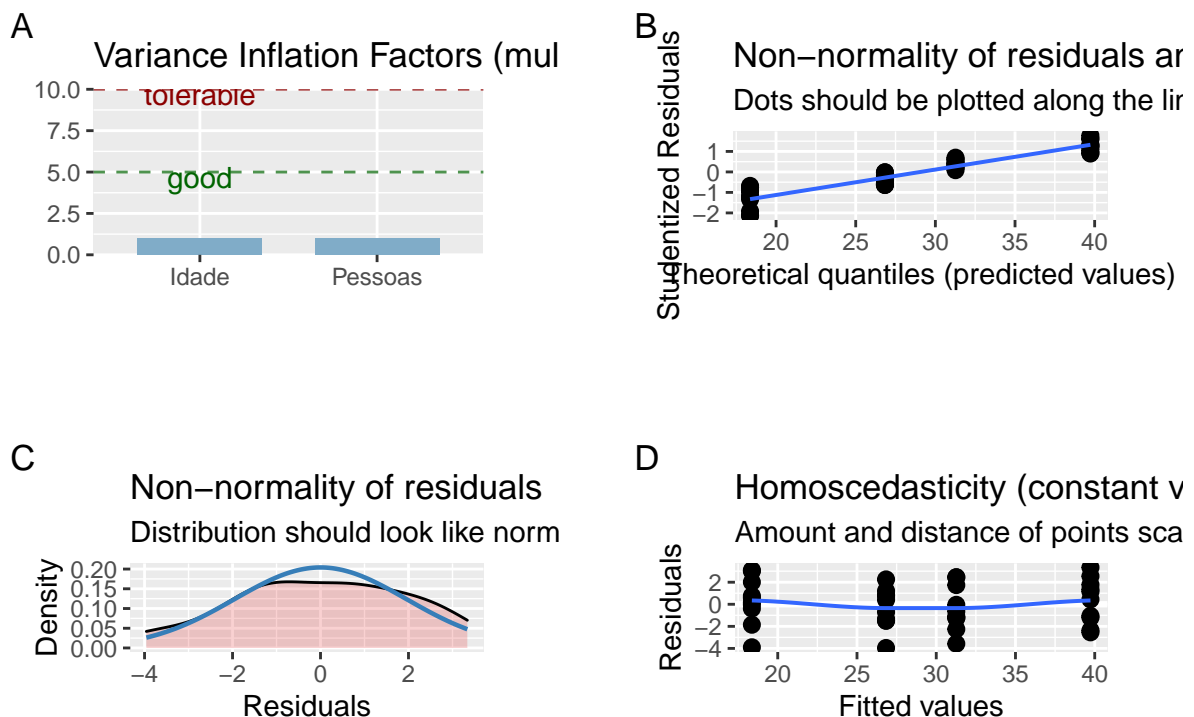 A
Variance Inflation Factors (mul
10.0
7.5
5.0
2.5
0.0
tolerable
good
Idade
Pessoas
B
Non−normality of residuals an
Dots should be plotted along the lin
Studentized Residuals
1
0
−1
−2
20
25
30
35
40
Theoretical quantiles (predicted values)
C
Non−normality of residuals
Distribution should look like norm
Density
0.20
0.15
0.10
0.05
0.00
−4
−2
0
2
Residuals
D
Homoscedasticity (constant v
Amount and distance of points sca
Residuals
2
0
−2
−4
20
25
30
35
40
Fitted values